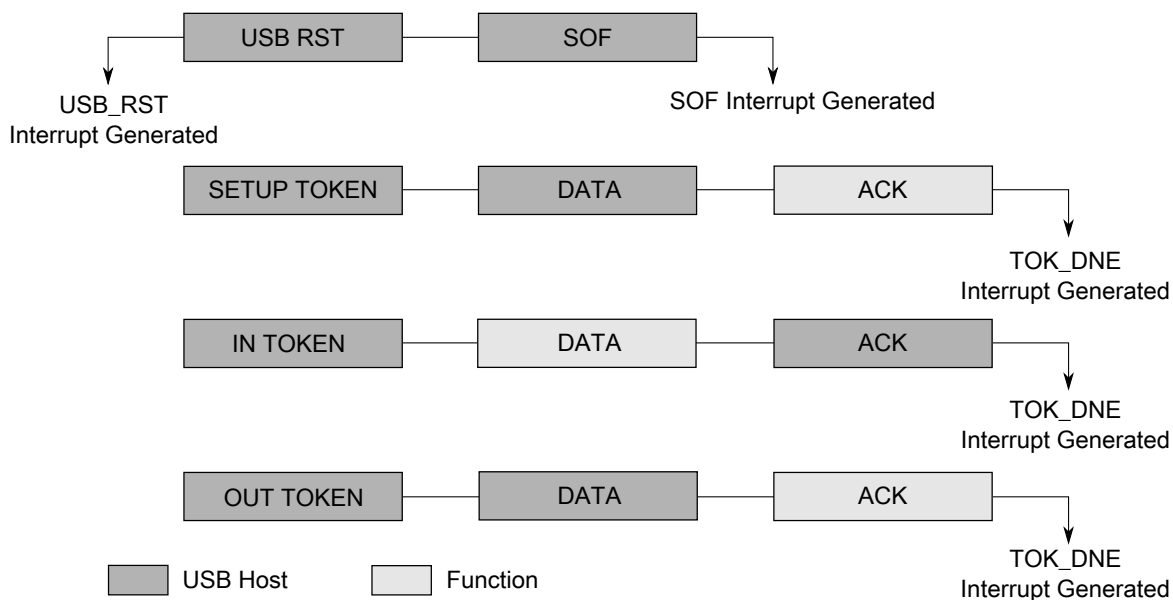 USB RST
SOF
USB_RST
Interrupt Generated
SOF Interrupt Generated
SETUP TOKEN
DATA
ACK
TOK_DNE
Interrupt Generated
IN TOKEN
DATA
ACK
TOK_DNE
Interrupt Generated
OUT TOKEN
DATA
ACK
TOK_DNE
Interrupt Generated
USB Host
Function